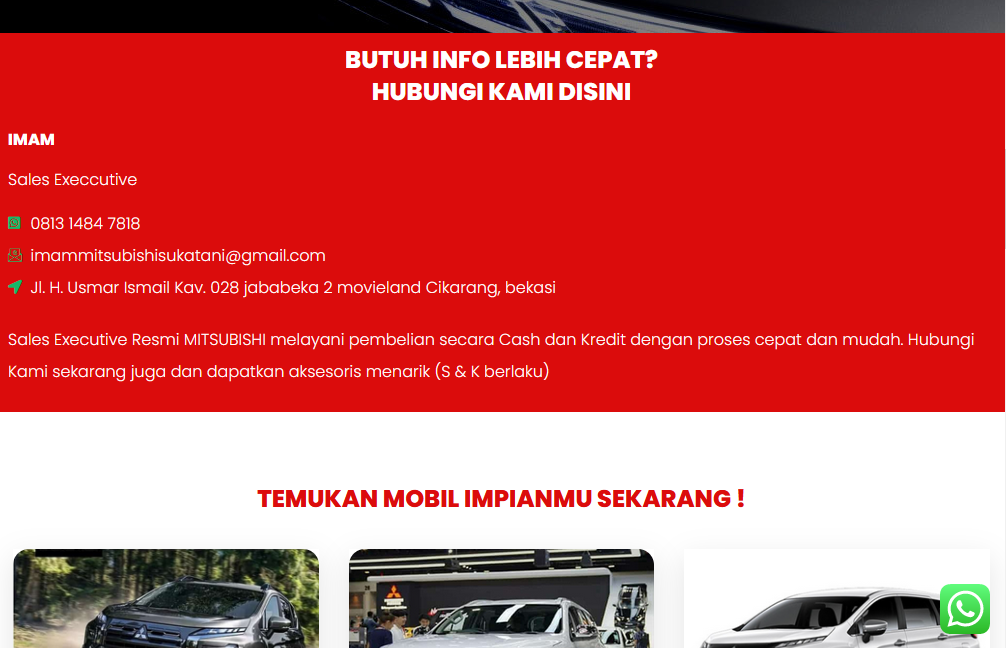 BUTUH INFO LEBIH CEPAT?
HUBUNGI KAMI DISINI
IMAM
Sales Execcutive
0813 1484 7818
imammitsubishisukatani@gmail.com
Jl. H. Usmar Ismail Kav. 028 jababeka 2 movieland Cikarang, bekasi
Sales Executive Resmi MITSUBISHI melayani pembelian secara Cash dan Kredit dengan proses cepat dan mudah. Hubungi
Kami sekarang juga dan dapatkan aksesoris menarik (S & K berlaku)
TEMUKAN MOBIL IMPIANMU SEKARANG !